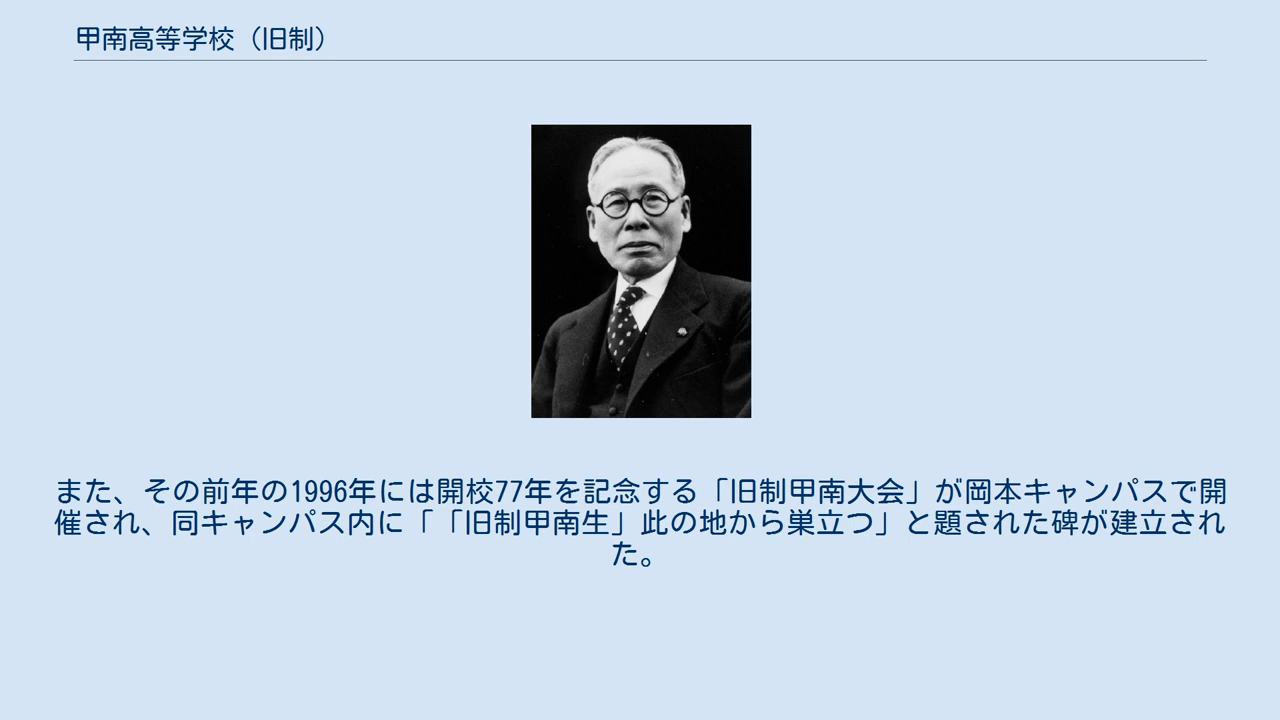 甲南高等学校（旧制）
また、その前年の1996年には開校77年を記念する「旧制甲南大会」が岡本キャンパスで開
催され、同キャンパス内に「「旧制甲南生」此の地から巣立つ」と題された碑が建立され
た。